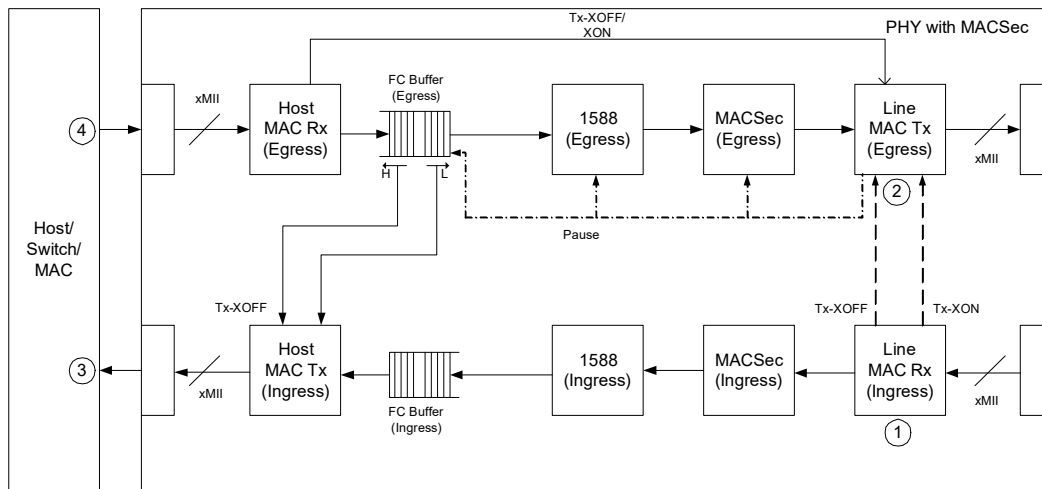 Tx-XOFF/
XON
PHY with MACSec
xMII
Host
MAC Rx
(Egress)
FC Buffer
(Egress)
1588
(Egress)
MACSec
(Egress)
Line
MAC Tx
(Egress)
xMII
4
H
L
2
Pause
Host/
Switch/
MAC
Tx-XOFF
Tx-XOFF
Tx-XON
3
xMII
Host
MAC Tx
(Ingress)
FC Buffer
(Ingress)
1588
(Ingress)
MACSec
(Ingress)
Line
MAC Rx
(Ingress)
xMII
1